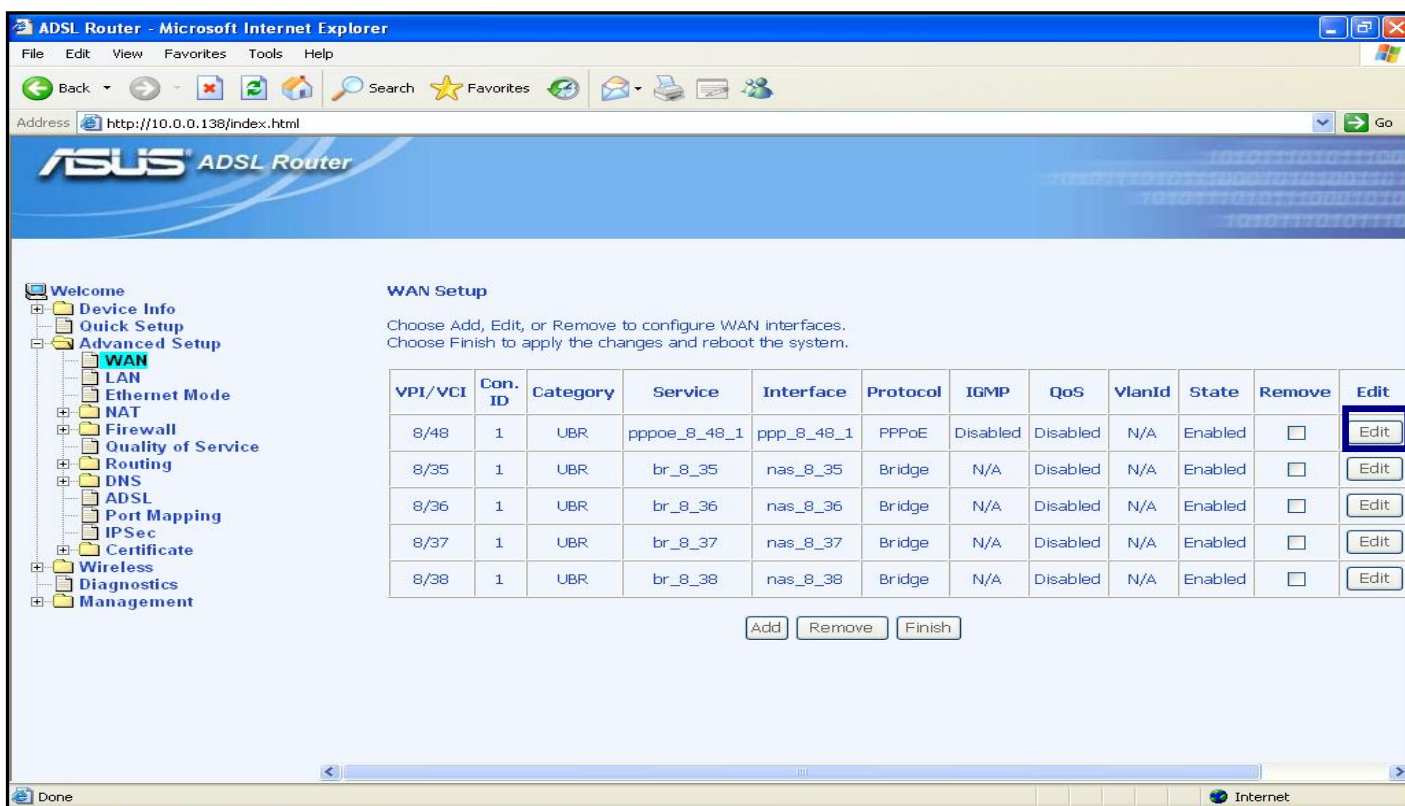 ADSL Router - Microsoft Internet Explorer
File Edit View Favorites Tools Help
Back Search Favorites
Address http://10.0.0.138/index.html Go
ASUS ADSL Router
Welcome
Device Info
Quick Setup
Advanced Setup
WAN
LAN
Ethernet Mode
NAT
Firewall
Quality of Service
Routing
DNS
ADSL
Port Mapping
IPSec
Certificate
Wireless
Diagnostics
Management
WAN Setup
Choose Add, Edit, or Remove to configure WAN interfaces.
Choose Finish to apply the changes and reboot the system.
VPI/VCI Con. ID Category Service Interface Protocol IGMP QoS VlanId State Remove Edit
8/48 1 UBR pppoe_8_48_1 ppp_8_48_1 PPPoE Disabled Disabled N/A Enabled Edit
8/35 1 UBR br_8_35 nas_8_35 Bridge N/A Disabled N/A Enabled Edit
8/36 1 UBR br_8_36 nas_8_36 Bridge N/A Disabled N/A Enabled Edit
8/37 1 UBR br_8_37 nas_8_37 Bridge N/A Disabled N/A Enabled Edit
8/38 1 UBR br_8_38 nas_8_38 Bridge N/A Disabled N/A Enabled Edit
Add Remove Finish
Done Internet